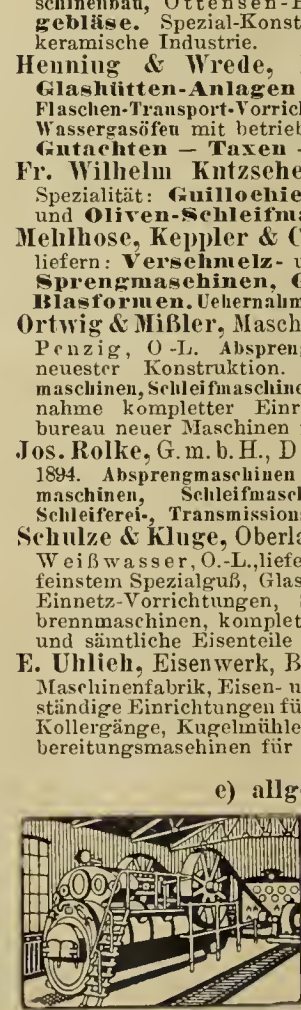 schinenbau, Ottensen-H
gebläse. Spezial-Konst
keramische Industrie.
Henning & Wrede,
Glashütten-Anlagen
Flaschen-Transport-Vorrich
Wassergasöfen mit betrieb
Gutachten — Taxen -
Fr. Wilhelm Kutzsche
Spezialität: Guillochie
und Oliven-Schleifma
Mehlhose, Keppler & C
liefern: Verschmelz- u
Sprengmaschinen, G
Blasformen. Uebernahm
Ortwig & Mißler, Masch
Penzig, O.-L. Abspreng
neuester Konstruktion.
maschinen, Schleifmaschine
nahme kompletter Einr
bureau neuer Maschinen
Jos. Rolke, G. m. b. H., D
1894. Absprengmaschinen
maschinen, Schleifmasch
Schleiferei-, Transmission
Schulze & Kluge, Oberla
Weißwasser, O.-L., liefe
feinstem Spezialguß, Glas
Einnetz-Vorrichtungen,
brennmaschinen, komplet
und sämtliche Eisenteile
E. Uhlich, Eisenwerk, B
Maschinenfabrik, Eisen- u
ständige Einrichtungen fü
Kollergänge, Kugelmühle
bereitungsmaschinen für
e) allg